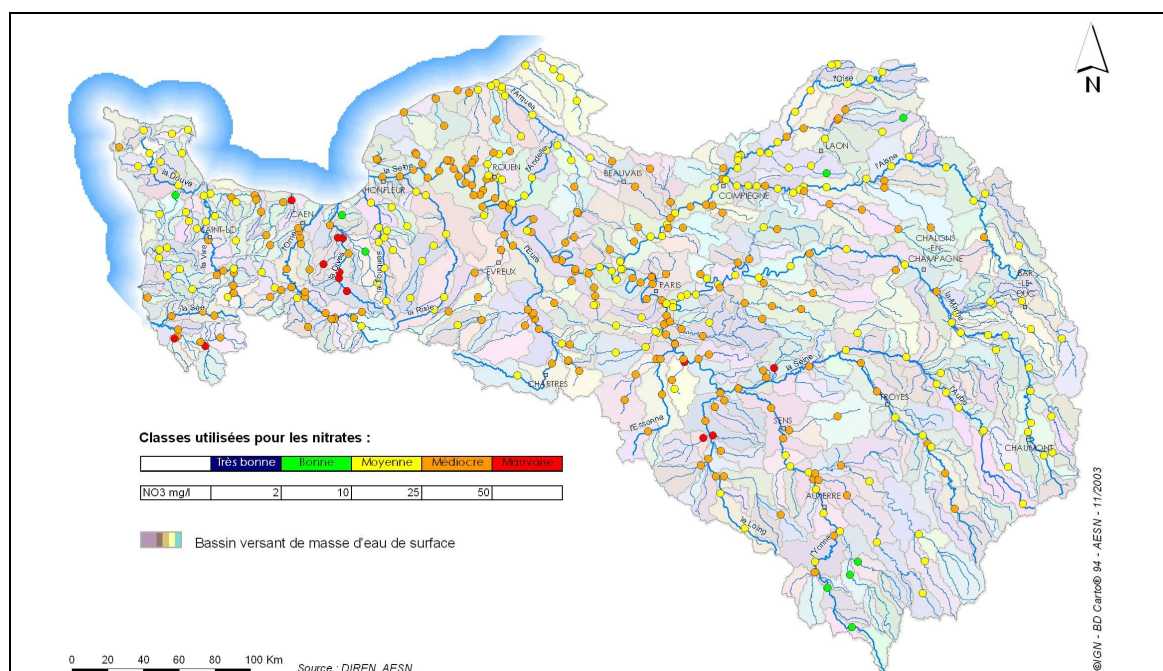 N
l'Oise
l'Arques
LAON
l'Aisne
l'Andelle
la Seine
ROUEN
BEAUVAIS
la Douve
HONFLEUR
COMPIEGNE
CAEN
SAINT-LO
l'Orne
la Vire
la Dives
la Touques
l'Eure
EVREUX
CHALONS
-EN-
CHAMPAGNE
PARIS
BAR
-LE-
DUC
la Marne
la Sée
la Risle
la Seine
CHARTRES
l'Aube
TROYES
l'Essonne
SENS
CHAUMONT
AUXERRE
le Loing
l'Yonne
Classes utilisées pour les nitrates :
Très bonne Bonne Moyenne Médiocre Mauvaise
NO3 mg/l 2 10 25 50
Bassin versant de masse d'eau de surface
0 20 40 60 80 100 Km
Source : DIREN, AESN
©IGN - BD Carto® 94 - AESN - 11/2003